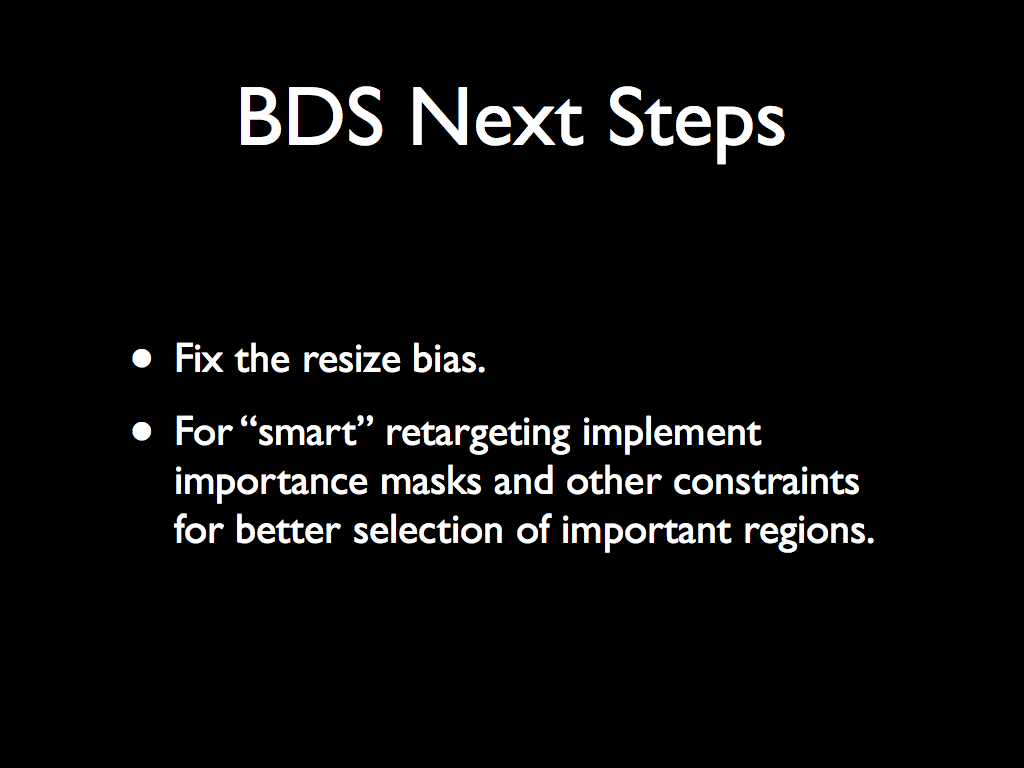 BDS Next Steps
• Fix the resize bias.
• For “smart” retargeting implement
importance masks and other constraints
for better selection of important regions.